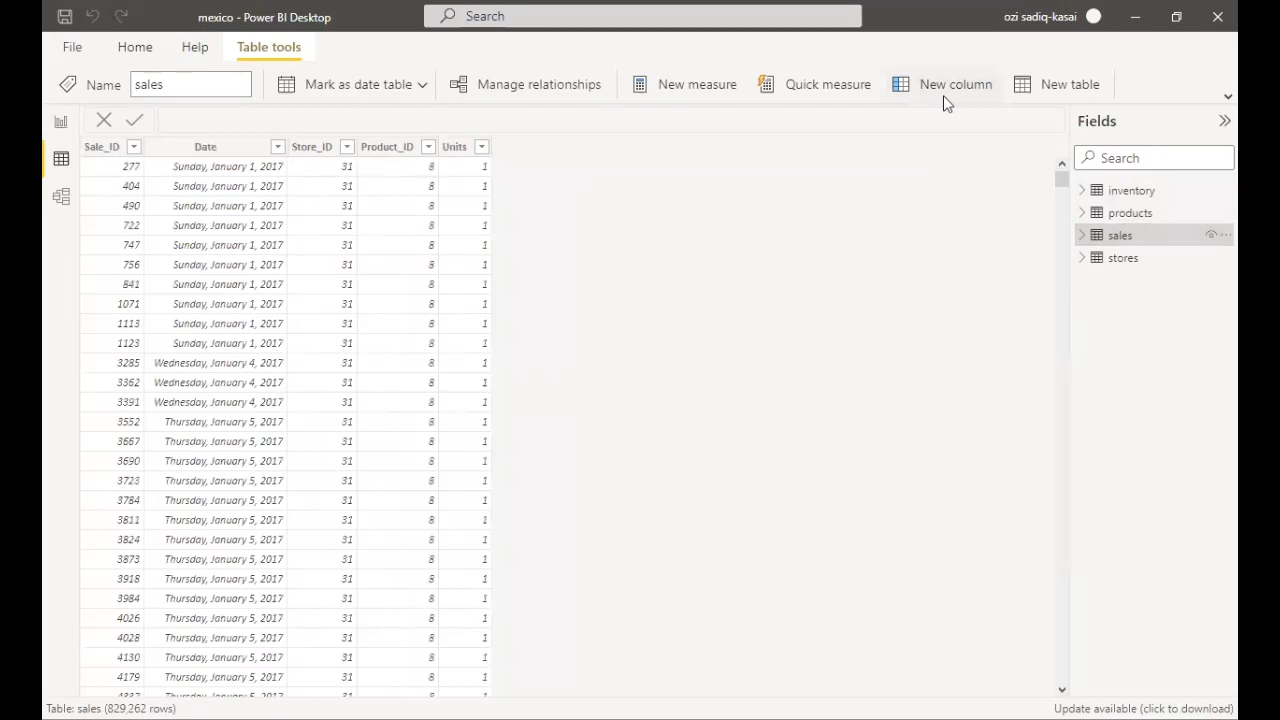 mexico - Power BI Desktop
Search
ozi sadiq-kasai
File Home Help Table tools
Name sales Mark as date table Manage relationships New measure Quick measure New column New table
Fields
Search
inventory
products
sales
stores
Sale_ID Date Store_ID Product_ID Units
277 Sunday, January 1, 2017 31 8 1
404 Sunday, January 1, 2017 31 8 1
490 Sunday, January 1, 2017 31 8 1
722 Sunday, January 1, 2017 31 8 1
747 Sunday, January 1, 2017 31 8 1
756 Sunday, January 1, 2017 31 8 1
841 Sunday, January 1, 2017 31 8 1
1071 Sunday, January 1, 2017 31 8 1
1113 Sunday, January 1, 2017 31 8 1
1123 Sunday, January 1, 2017 31 8 1
3285 Wednesday, January 4, 2017 31 8 1
3362 Wednesday, January 4, 2017 31 8 1
3391 Wednesday, January 4, 2017 31 8 1
3552 Thursday, January 5, 2017 31 8 1
3667 Thursday, January 5, 2017 31 8 1
3690 Thursday, January 5, 2017 31 8 1
3723 Thursday, January 5, 2017 31 8 1
3784 Thursday, January 5, 2017 31 8 1
3811 Thursday, January 5, 2017 31 8 1
3824 Thursday, January 5, 2017 31 8 1
3873 Thursday, January 5, 2017 31 8 1
3918 Thursday, January 5, 2017 31 8 1
3984 Thursday, January 5, 2017 31 8 1
4026 Thursday, January 5, 2017 31 8 1
4028 Thursday, January 5, 2017 31 8 1
4130 Thursday, January 5, 2017 31 8 1
4179 Thursday, January 5, 2017 31 8 1
Thursday, January 5, 2017 31 8 1
Table: sales (829,262 rows)
Update available (click to download)